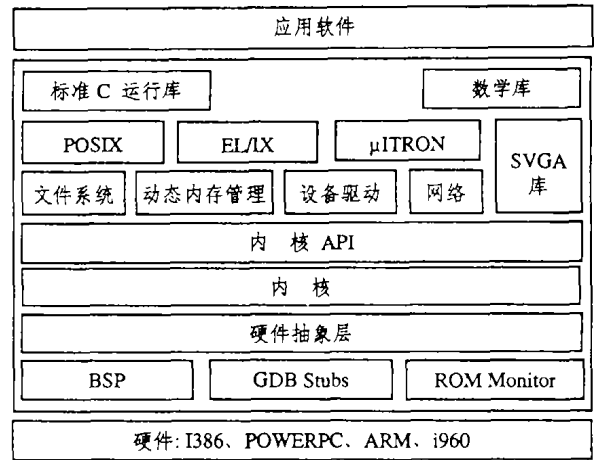 应用软件
标准 C 运行库
数学库
POSIX
EL/IX
μITRON
SVGA
库
文件系统
动态内存管理
设备驱动
网络
内 核 API
内 核
硬件抽象层
BSP
GDB Stubs
ROM Monitor
硬件: I386、POWERPC、ARM、i960